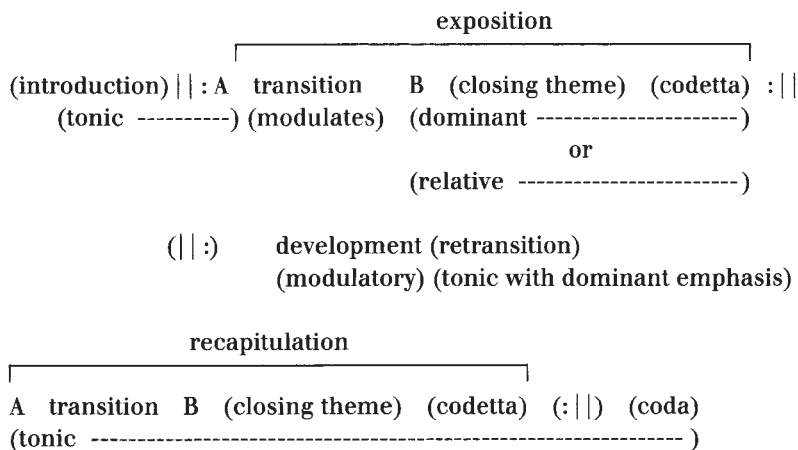 exposition
(introduction) ||: A transition B (closing theme) (codetta) :||
(tonic ----------) (modulates) (dominant ---------------------)
or
(relative -----------------------)
(||:) development (retransition)
(modulatory) (tonic with dominant emphasis)
recapitulation
A transition B (closing theme) (codetta) (:||) (coda)
(tonic ---------------------------------------------------------------)